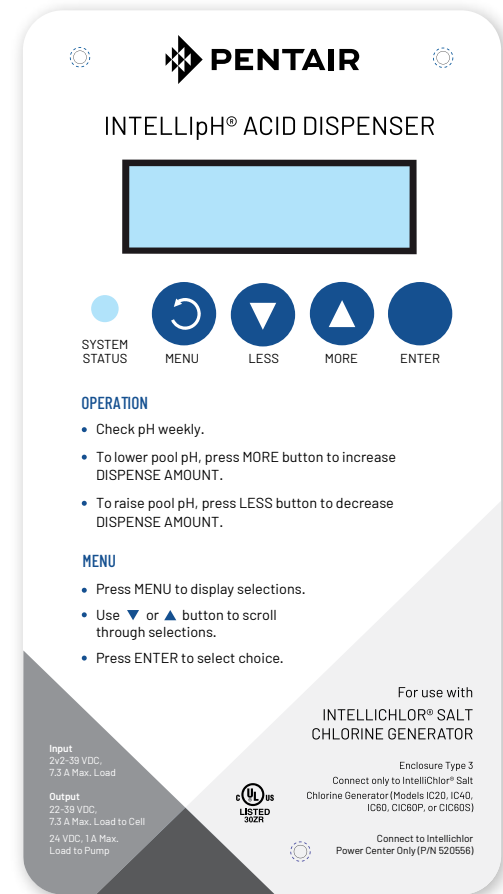 PENTAIR
INTELLIpH® ACID DISPENSER
SYSTEM
STATUS
MENU
LESS
MORE
ENTER
OPERATION
• Check pH weekly.
• To lower pool pH, press MORE button to increase
DISPENSE AMOUNT.
• To raise pool pH, press LESS button to decrease
DISPENSE AMOUNT.
MENU
• Press MENU to display selections.
• Use ▼ or ▲ button to scroll
through selections.
• Press ENTER to select choice.
For use with
INTELLICHLOR® SALT
CHLORINE GENERATOR
Enclosure Type 3
Connect only to IntelliChlor® Salt
Chlorine Generator (Models IC20, IC40,
IC60, CIC60P, or CIC60S)
Connect to Intellichlor
Power Center Only (P/N 520556)
Input
2v2-39 VDC,
7.3 A Max. Load
Output
22-39 VDC,
7.3 A Max. Load to Cell
24 VDC, 1 A Max.
Load to Pump
C UL US
LISTED
30ZR